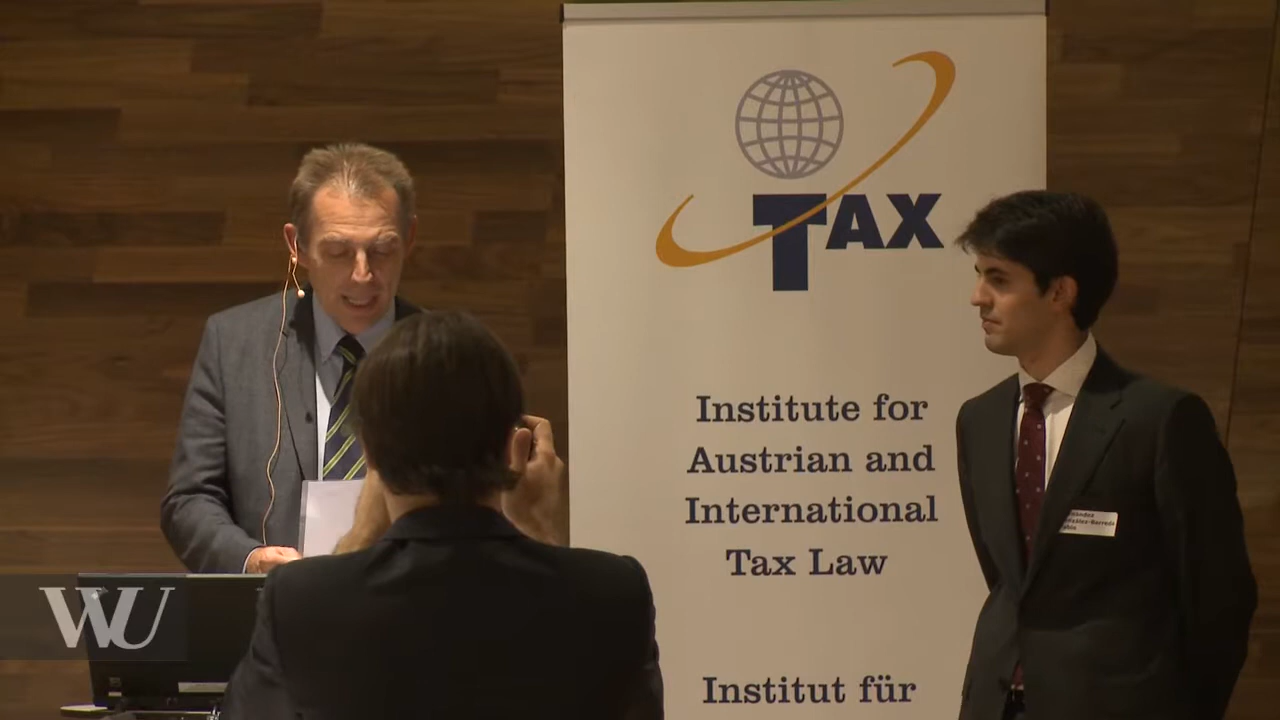 TAX
Institute for
Austrian and
International
Tax Law
Institut für
WU